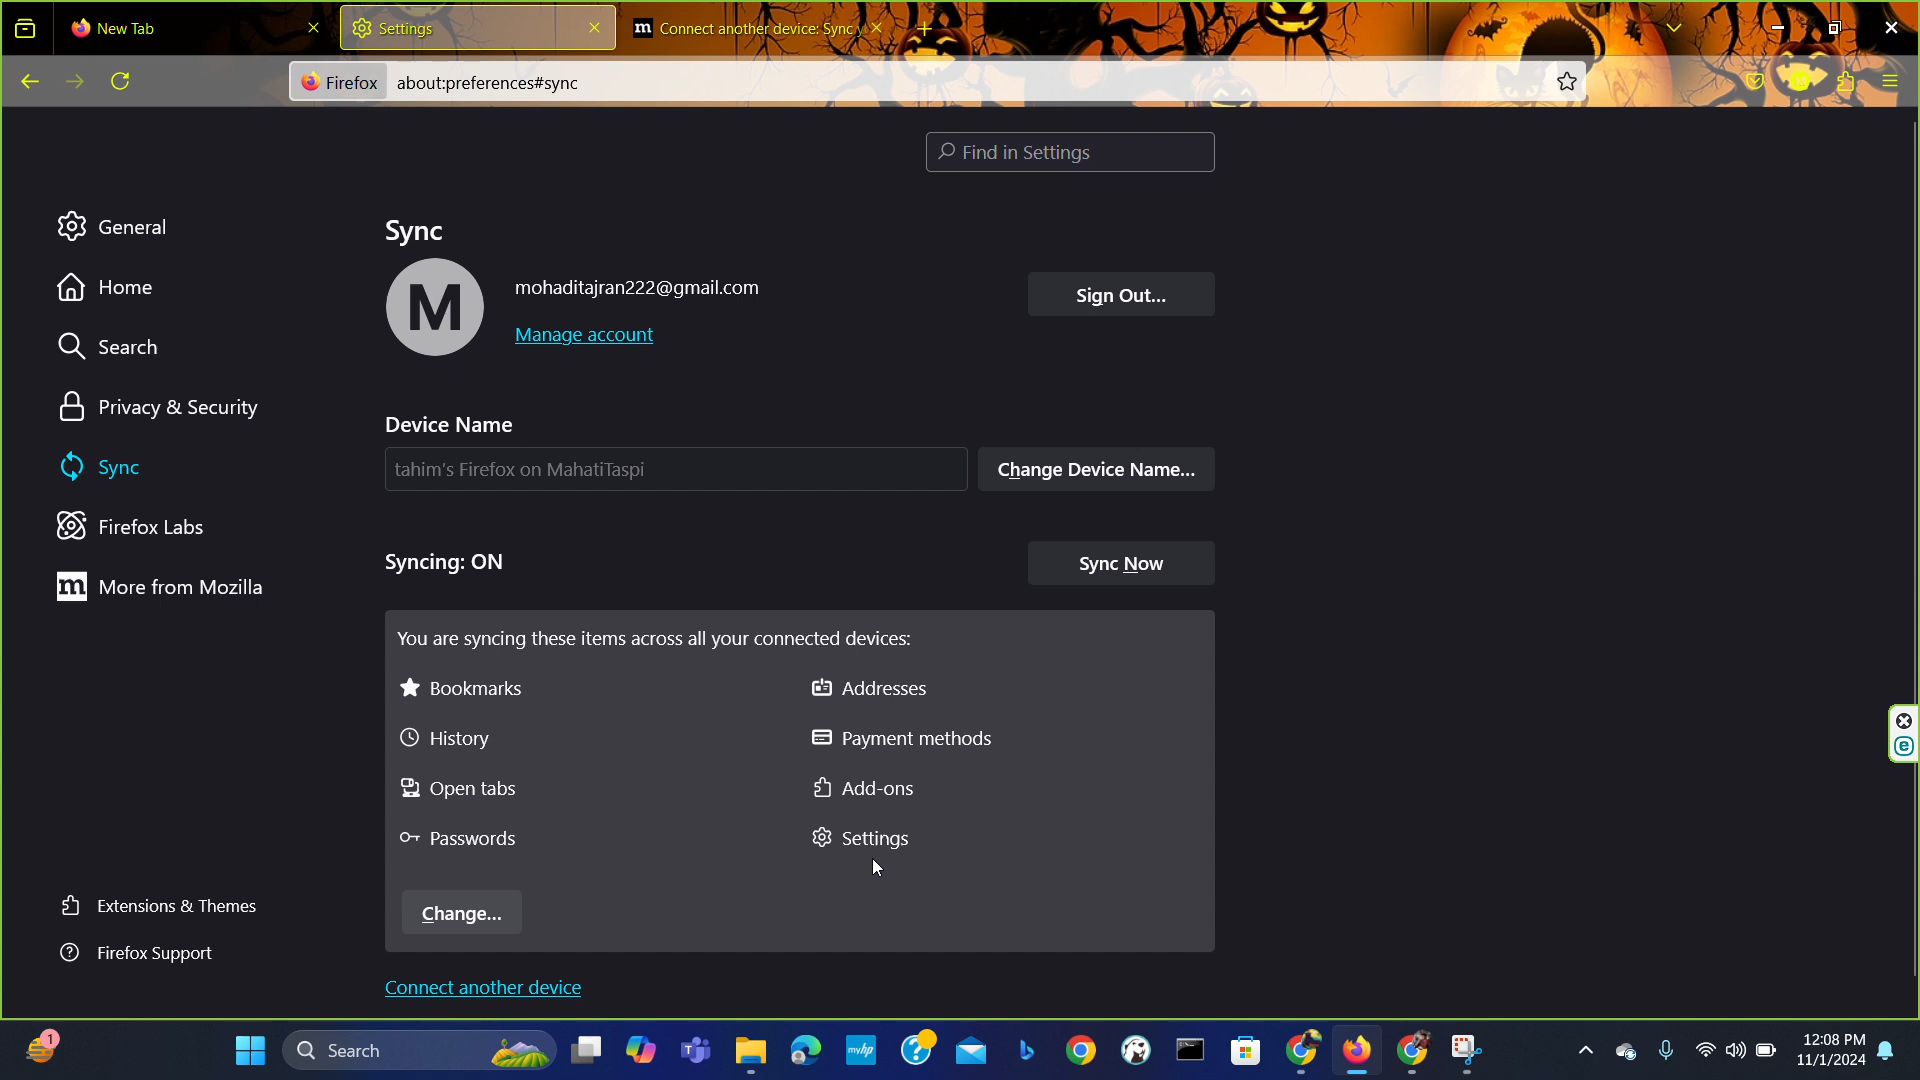 New Tab
Settings
Connect another device: Sync y
Firefox
about:preferences#sync
Find in Settings
General
Home
Search
Privacy & Security
Sync
Firefox Labs
More from Mozilla
Extensions & Themes
Firefox Support
Sync
M
mohaditajran222@gmail.com
Manage account
Sign Out...
Device Name
tahim's Firefox on MahatiTaspi
Change Device Name...
Syncing: ON
Sync Now
You are syncing these items across all your connected devices:
Bookmarks
Addresses
History
Payment methods
Open tabs
Add-ons
Passwords
Settings
Change...
Connect another device
1
Search
12:08 PM
11/1/2024